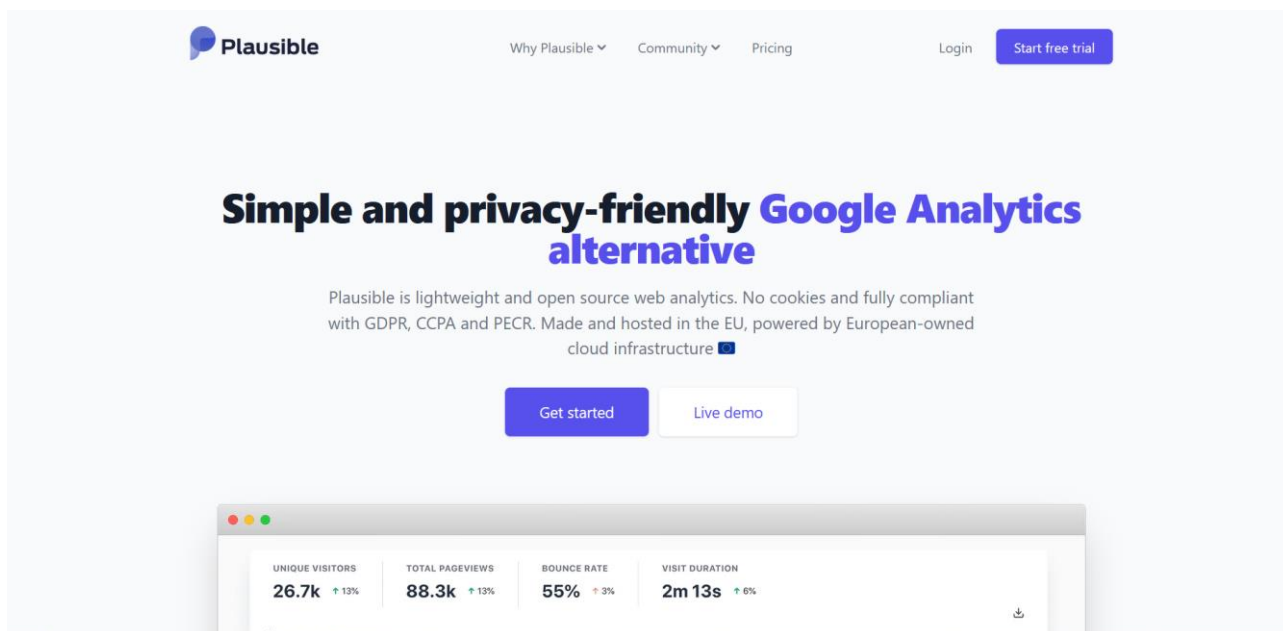 Plausible
Why Plausible Community Pricing
Login Start free trial
Simple and privacy-friendly Google Analytics
alternative
Plausible is lightweight and open source web analytics. No cookies and fully compliant
with GDPR, CCPA and PECR. Made and hosted in the EU, powered by European-owned
cloud infrastructure 🇪🇺
Get started Live demo
UNIQUE VISITORS TOTAL PAGEVIEWS BOUNCE RATE VISIT DURATION
26.7k ↑ 13% 88.3k ↑ 13% 55% ↑ 3% 2m 13s ↑ 6%